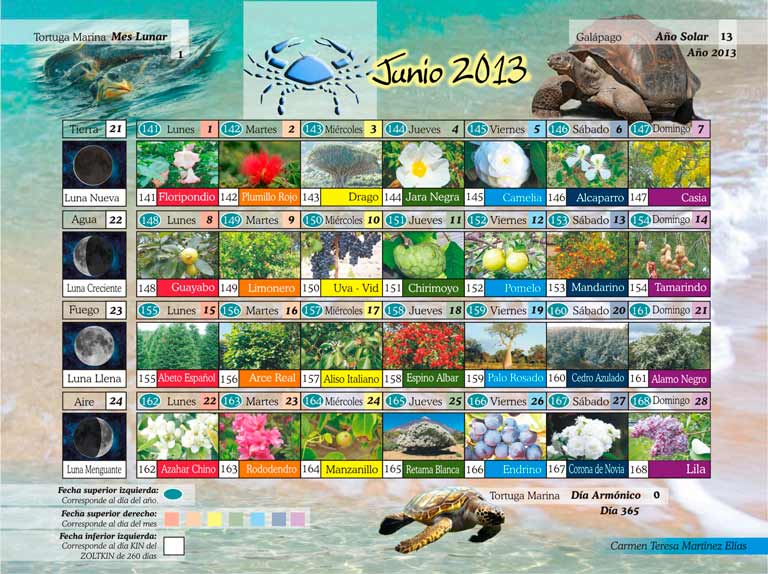 Tortuga Marina Mes Lunar
1
Junio 2013
Galápago Año Solar 13
Año 2013
Tierra 21 141 Lunes 1 142 Martes 2 143 Miércoles 3 144 Jueves 4 145 Viernes 5 146 Sábado 6 147 Domingo 7
Luna Nueva 141 Floripondio 142 Plumillo Rojo 143 Drago 144 Jara Negra 145 Camelia 146 Alcaparro 147 Casia
Agua 22 148 Lunes 8 149 Martes 9 150 Miércoles 10 151 Jueves 11 152 Viernes 12 153 Sábado 13 154 Domingo 14
Luna Creciente 148 Guayabo 149 Limonero 150 Uva - Vid 151 Chirimoyo 152 Pomelo 153 Mandarino 154 Tamarindo
Fuego 23 155 Lunes 15 156 Martes 16 157 Miércoles 17 158 Jueves 18 159 Viernes 19 160 Sábado 20 161 Domingo 21
Luna Llena 155 Abeto Español 156 Arce Real 157 Aliso Italiano 158 Espino Albar 159 Palo Rosado 160 Cedro Azulado 161 Alamo Negro
Aire 24 162 Lunes 22 163 Martes 23 164 Miércoles 24 165 Jueves 25 166 Viernes 26 167 Sábado 27 168 Domingo 28
Luna Menguante 162 Azahar Chino 163 Rododendro 164 Manzanillo 165 Retama Blanca 166 Endrino 167 Corona de Novia 168 Lila
Fecha superior izquierda:
Corresponde al día del año.
Fecha superior derecho:
Corresponde al día del mes
Fecha inferior izquierda:
Corresponde al día KIN del
ZOLTKIN de 260 días
Tortuga Marina Día Armónico 0
Día 365
Carmen Teresa Martínez Elías